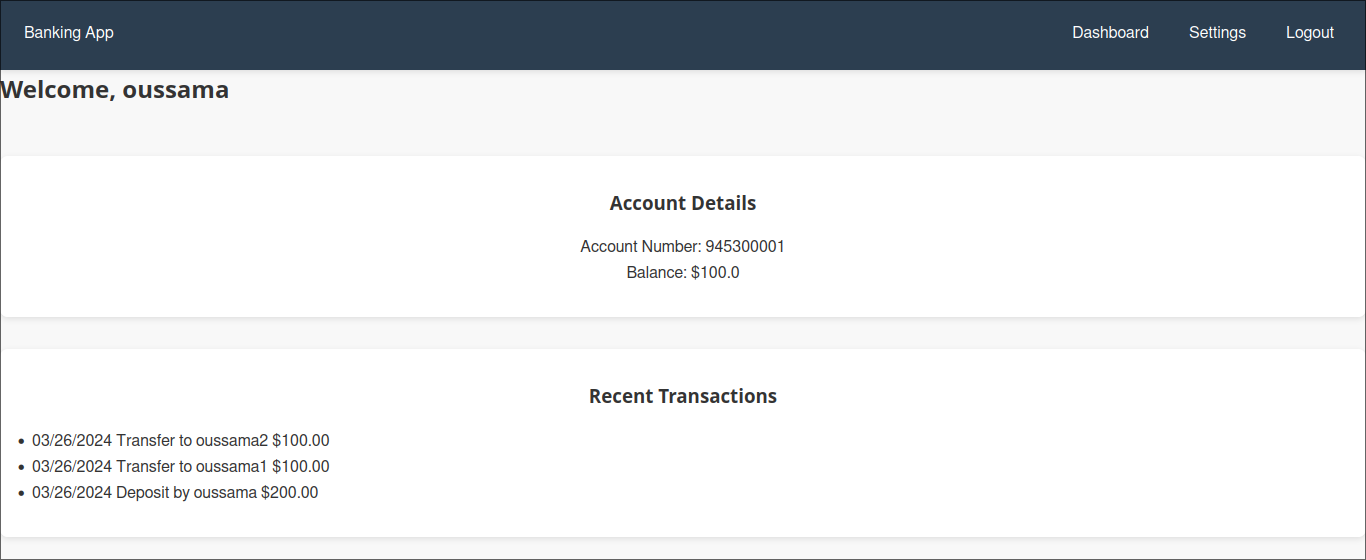 Banking App Dashboard Settings Logout
Welcome, oussama
Account Details
Account Number: 945300001
Balance: $100.0
Recent Transactions
03/26/2024 Transfer to oussama2 $100.00
03/26/2024 Transfer to oussama1 $100.00
03/26/2024 Deposit by oussama $200.00